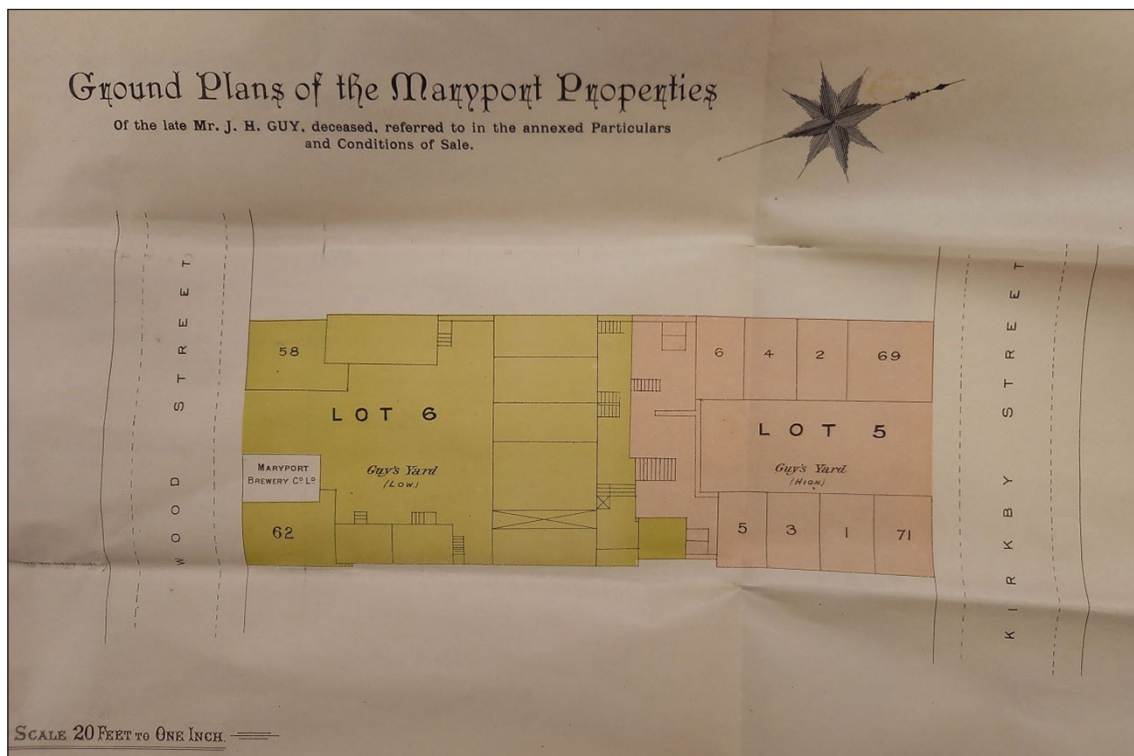 Ground Plans of the Maryport Properties
Of the late Mr. J. H. GUY, deceased, referred to in the annexed Particulars
and Conditions of Sale.
WOOD STREET
58
LOT 6
MARYPORT
BREWERY Co. Ld.
Guy's Yard
(LOW.)
62
6
4
2
69
LOT 5
Guy's Yard
(HIGH.)
5
3
1
71
KIRKBY STREET
SCALE 20 FEET TO ONE INCH.